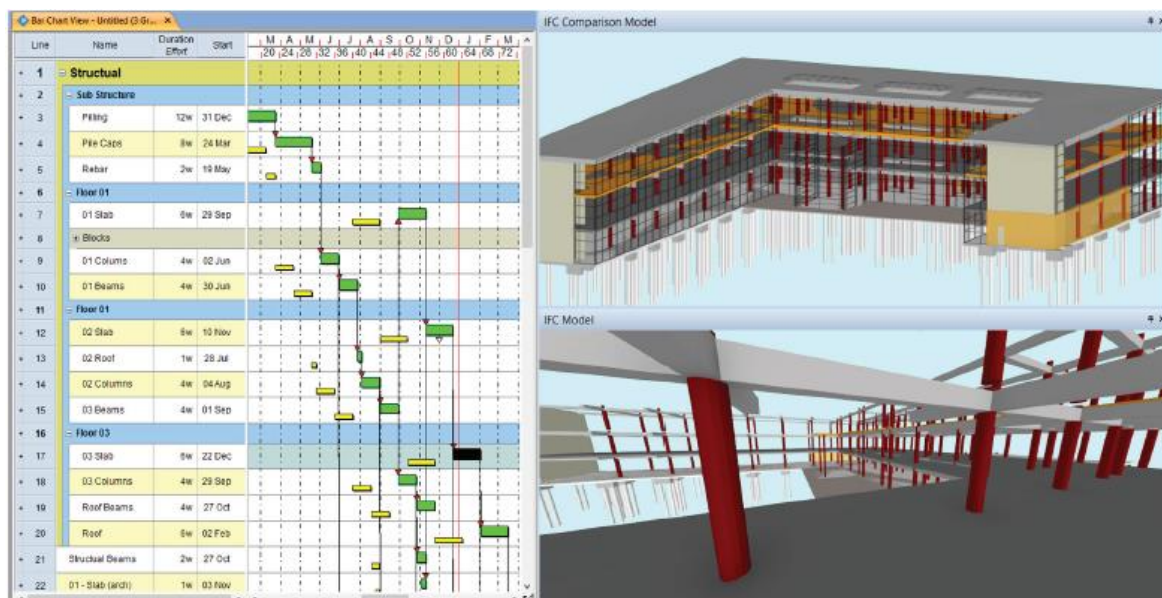 Bar Chart View - Untitled (3 Gr...
Line Name Duration Effort Start
M A M J J A S O N D J F M
20 24 28 32 36 40 44 48 52 56 60 64 68 72
1 Structual
2 Sub Structure
3 Pilling 12w 31 Dec
4 Pile Caps 8w 24 Mar
5 Rebar 2w 19 May
6 Floor 01
7 01 Slab 6w 29 Sep
8 Blocks
9 01 Colums 4w 02 Jun
10 01 Beams 4w 30 Jun
11 Floor 01
12 02 Slab 6w 10 Nov
13 02 Roof 1w 28 Jul
14 02 Columns 4w 04 Aug
15 03 Beams 4w 01 Sep
16 Floor 03
17 03 Slab 6w 22 Dec
18 03 Columns 4w 29 Sep
19 Roof Beams 4w 27 Oct
20 Roof 6w 02 Feb
21 Structual Beams 2w 27 Oct
22 01 - Slab (arch) 1w 03 Nov
IFC Comparison Model
IFC Model